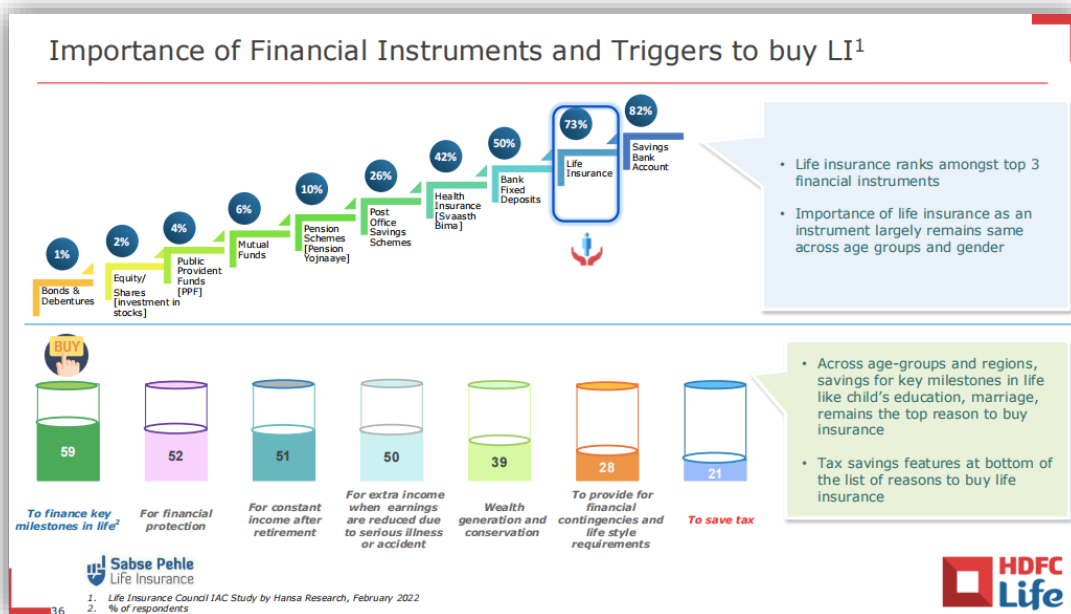 Importance of Financial Instruments and Triggers to buy LI1
1%
Bonds &
Debentures
2%
Equity/
Shares
[investment in
stocks]
4%
Public
Provident
Funds
[PPF]
6%
Mutual
Funds
10%
Pension
Schemes
[Pension
Yojnaaye]
26%
Post
Office
Savings
Schemes
42%
Health
Insurance
[Svaasth
Bima]
50%
Bank
Fixed
Deposits
73%
Life
Insurance
82%
Savings
Bank
Account
• Life insurance ranks amongst top 3
financial instruments
• Importance of life insurance as an
instrument largely remains same
across age groups and gender
BUY
59
To finance key
milestones in life2
52
For financial
protection
51
For constant
income after
retirement
50
For extra income
when earnings
are reduced due
to serious illness
or accident
39
Wealth
generation and
conservation
28
To provide for
financial
contingencies and
life style
requirements
21
To save tax
• Across age-groups and regions,
savings for key milestones in life
like child's education, marriage,
remains the top reason to buy
insurance
• Tax savings features at bottom of
the list of reasons to buy life
insurance
Sabse Pehle
Life Insurance
1. Life Insurance Council IAC Study by Hansa Research, February 2022
2. % of respondents
36
HDFC
Life